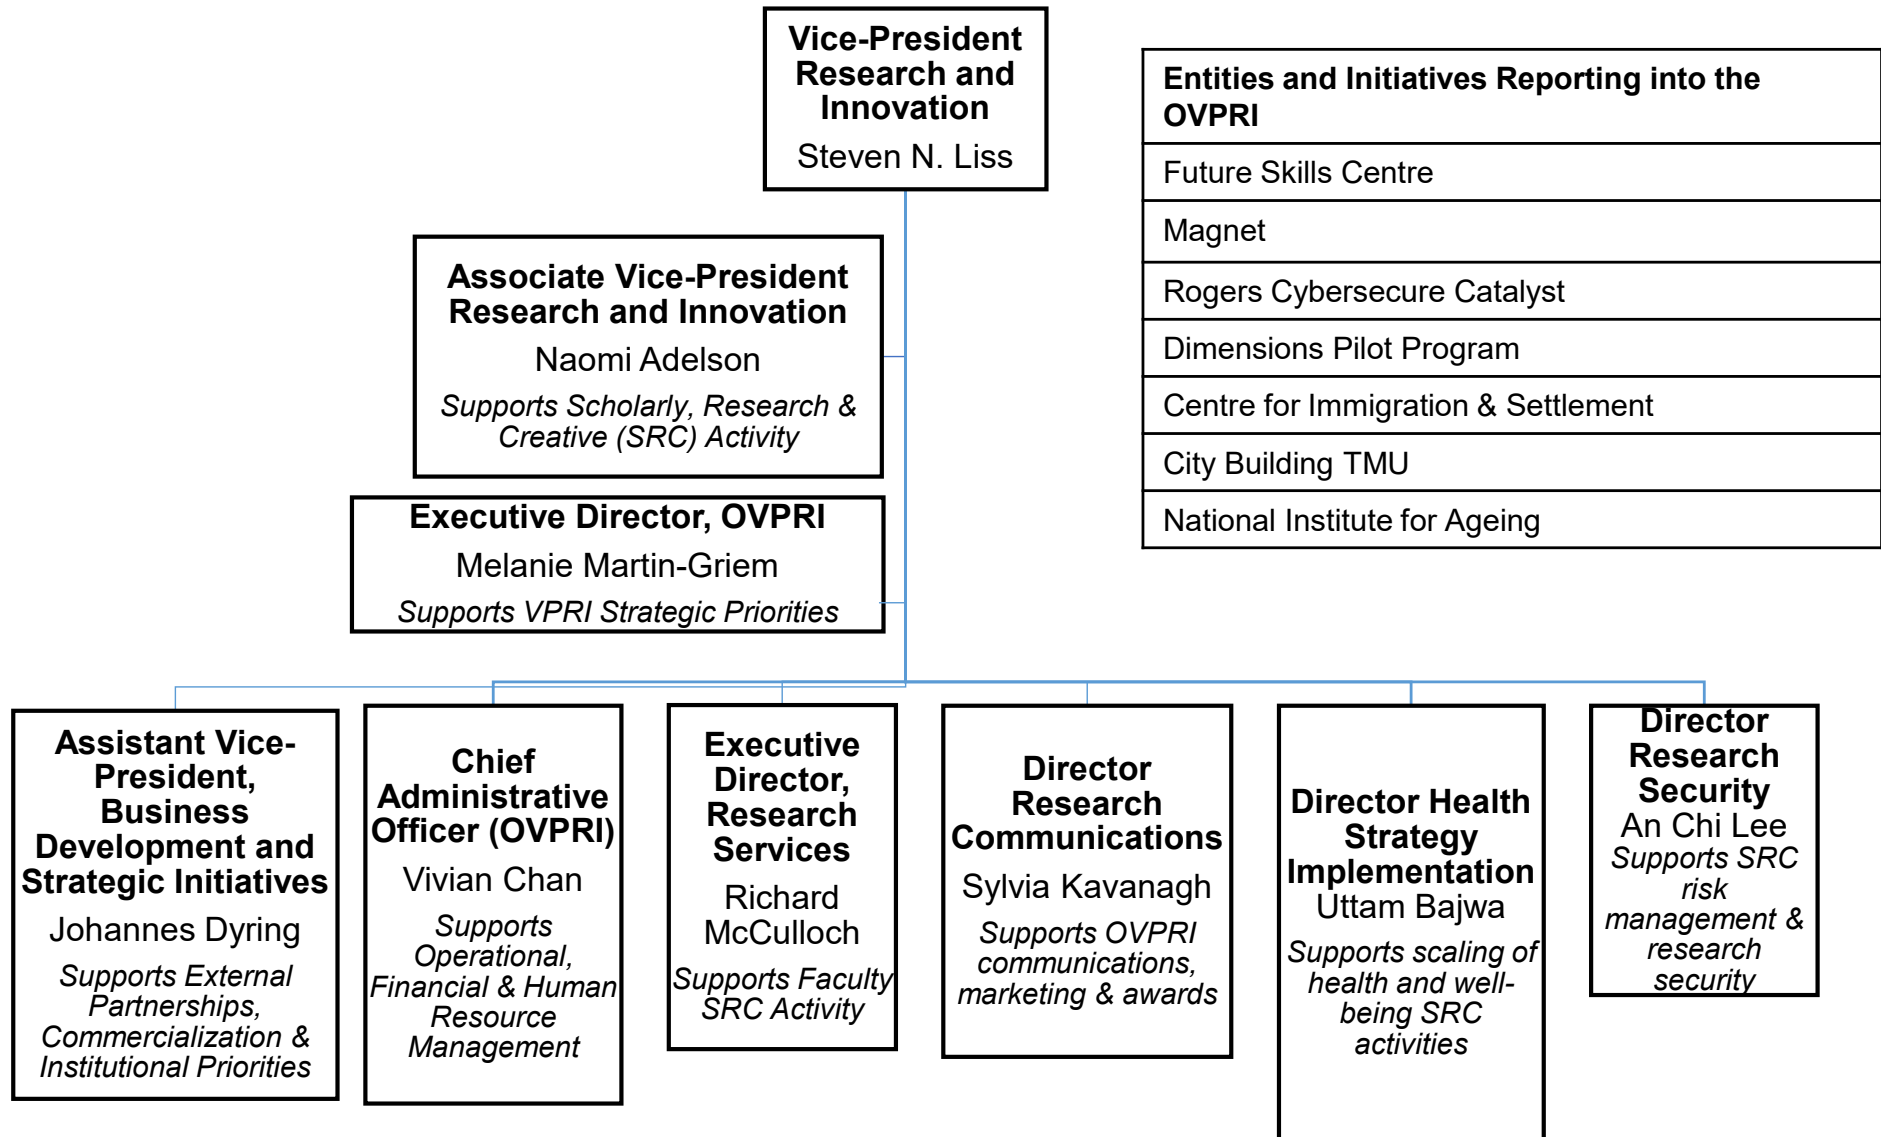 Vice-President
Research and
Innovation
Steven N. Liss
Entities and Initiatives Reporting into the
OVPRI
Future Skills Centre
Magnet
Rogers Cybersecure Catalyst
Dimensions Pilot Program
Centre for Immigration & Settlement
City Building TMU
National Institute for Ageing
Associate Vice-President
Research and Innovation
Naomi Adelson
Supports Scholarly, Research &
Creative (SRC) Activity
Executive Director, OVPRI
Melanie Martin-Griem
Supports VPRI Strategic Priorities
Assistant Vice-
President,
Business
Development and
Strategic Initiatives
Johannes Dyring
Supports External
Partnerships,
Commercialization &
Institutional Priorities
Chief
Administrative
Officer (OVPRI)
Vivian Chan
Supports
Operational,
Financial & Human
Resource
Management
Executive
Director,
Research
Services
Richard
McCulloch
Supports Faculty
SRC Activity
Director
Research
Communications
Sylvia Kavanagh
Supports OVPRI
communications,
marketing & awards
Director Health
Strategy
Implementation
Uttam Bajwa
Supports scaling of
health and well-
being SRC
activities
Director
Research
Security
An Chi Lee
Supports SRC
risk
management &
research
security